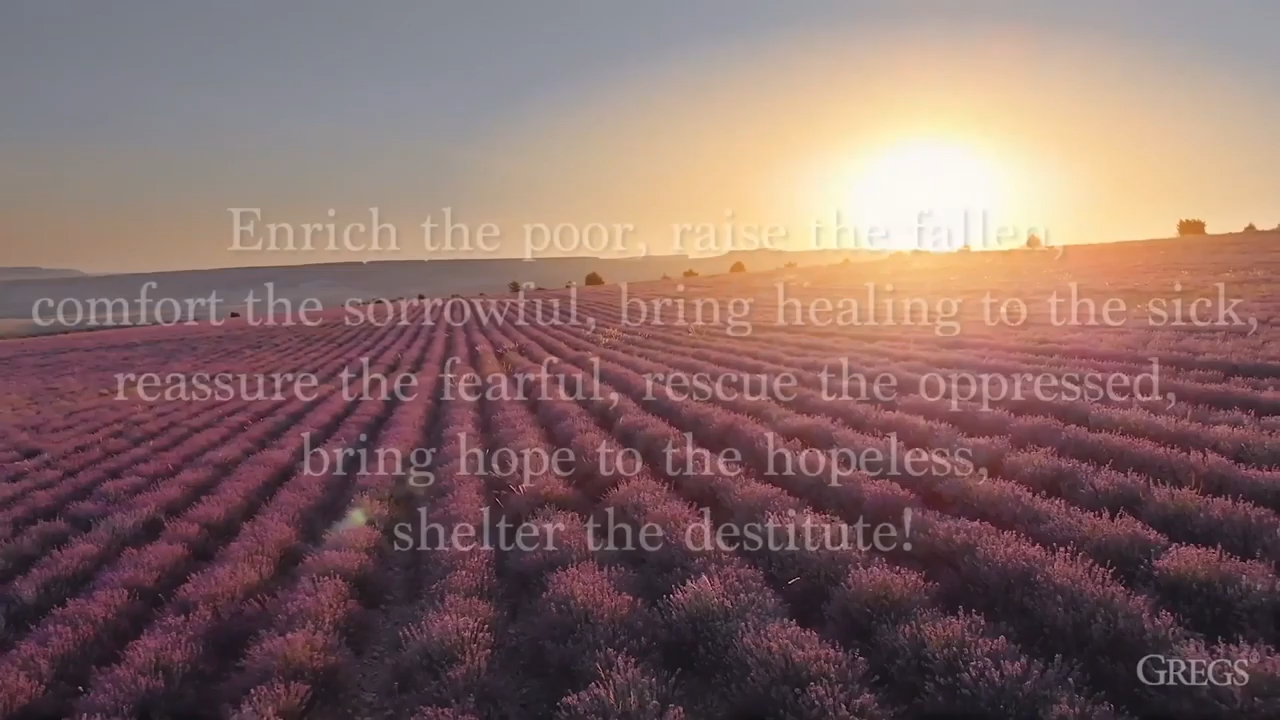 Enrich the poor, raise the fallen,
comfort the sorrowful, bring healing to the sick,
reassure the fearful, rescue the oppressed,
bring hope to the hopeless,
shelter the destitute!
GREGS